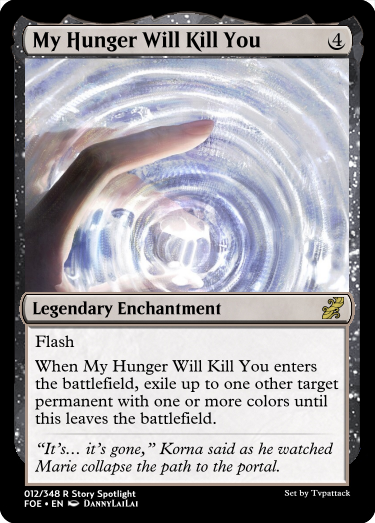 My Hunger Will Kill You 4
Legendary Enchantment
Flash
When My Hunger Will Kill You enters
the battlefield, exile up to one other target
permanent with one or more colors until
this leaves the battlefield.
“It’s… it’s gone,” Korna said as he watched
Marie collapse the path to the portal.
012/348 R Story Spotlight
Set by Tvpattack
FOE • EN DannyLaiLai